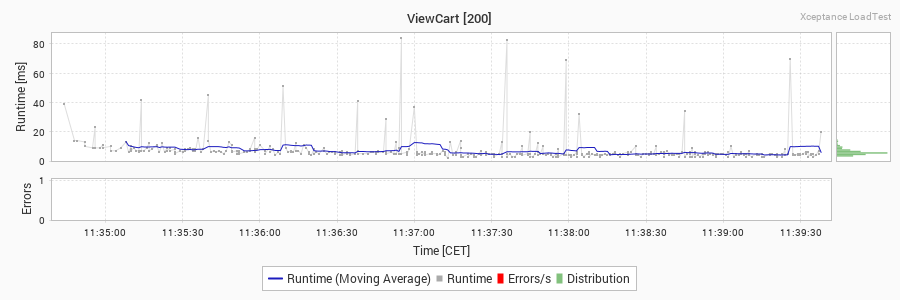 ViewCart [200]
Xceptance LoadTest
Runtime [ms]
80
60
40
20
0
Errors
1
0
11:35:00 11:35:30 11:36:00 11:36:30 11:37:00 11:37:30 11:38:00 11:38:30 11:39:00 11:39:30
Time [CET]
Runtime (Moving Average) Runtime Errors/s Distribution